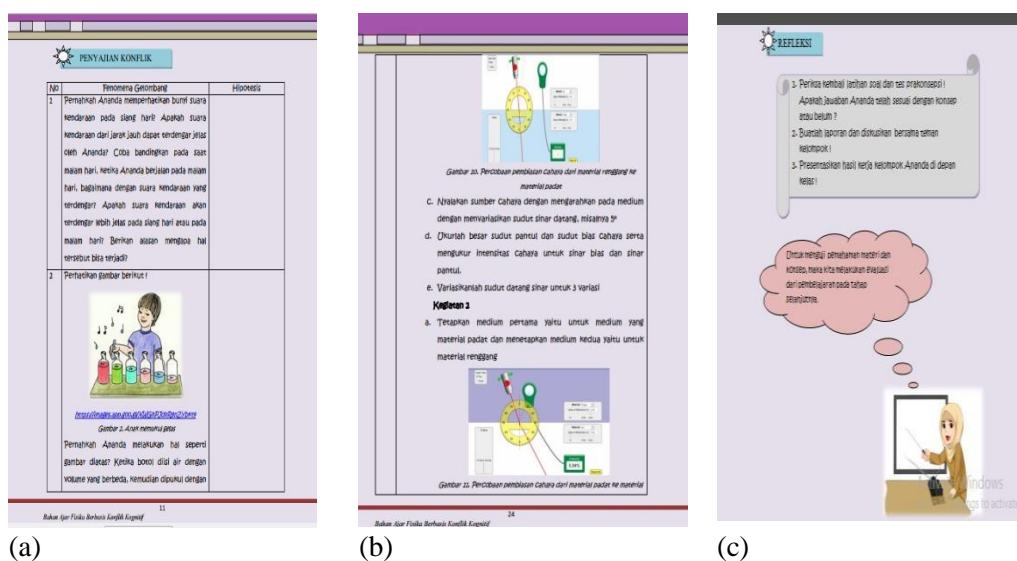 PENYAJIAN KONFLIK
No Fenomena Gelombang Hipotesis
1 Pernahkah Ananda memperhatikan bunyi suara
kendaraan pada siang hari? Apakah suara
kendaraan dari jarak jauh dapat terdengar jelas
oleh Ananda? Coba bandingkan pada saat
malam hari, ketika Ananda berjalan pada malam
hari, bagaimana dengan suara kendaraan yang
terdengar? Apakah suara kendaraan akan
terdengar lebih jelas pada siang hari atau pada
malam hari? Berikan alasan mengapa hal
tersebut bisa terjadi?
2 Perhatikan gambar berikut !
Gambar 2. Anak memukul gelas
Pernahkah Ananda melakukan hal seperti
gambar diatas? Ketika botol diisi air dengan
volume yang berbeda, kemudian dipukul dengan
11
Bahan Ajar Fisika Berbasis Konflik Kognitif
(a)
Gambar 10. Percobaan pembiasan cahaya dari material renggang ke
material padat
c. Nyalakan sumber cahaya dengan mengarahkan pada medium
dengan memvariasikan sudut sinar datang, misalnya 5°
d. Ukurlah besar sudut pantul dan sudut bias cahaya serta
mengukur intensitas cahaya untuk sinar bias dan sinar
pantul.
e. Variasikanlah sudut datang sinar untuk 3 variasi
Kegiatan 2
a. Tetapkan medium pertama yaitu untuk medium yang
material padat dan menetapkan medium kedua yaitu untuk
material renggang
Gambar 11. Percobaan pembiasan cahaya dari material padat ke material
24
Bahan Ajar Fisika Berbasis Konflik Kognitif
(b)
REFLEKSI
1. Periksa kembali latihan soal dan tes prakonsepsi !
Apakah jawaban Ananda telah sesuai dengan konsep
atau belum ?
2. Buatlah laporan dan diskusikan bersama teman
kelompok !
3. Presentasikan hasil kerja kelompok Ananda di depan
kelas !
Untuk menguji pemahaman materi dan
konsep, maka kita melakukan evaluasi
dari pembelajaran pada tahap
selanjutnya.
(c)